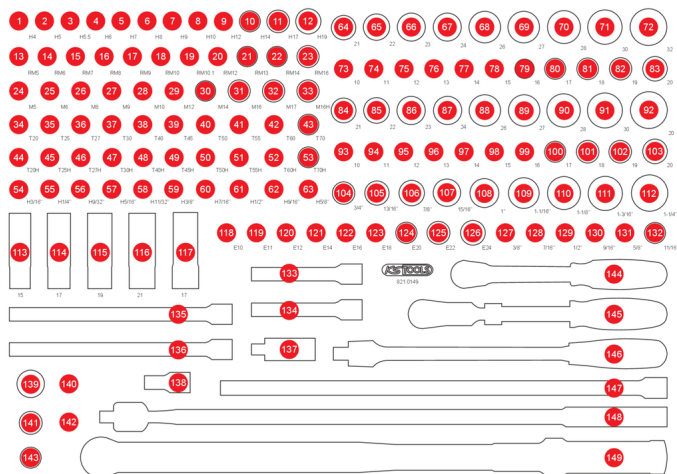 1 2 3 4 5 6 7 8 9 10 11 12
H4 H5 H5.5 H6 H7 H8 H9 H10 H12 H14 H17 H19
13 14 15 16 17 18 19 20 21 22 23
RM5 RM6 RM7 RM8 RM9 RM10 RM10.1 RM12 RM13 RM14 RM16
24 25 26 27 28 29 30 31 32 33
M5 M6 M8 M9 M10 M12 M14 M16 M17 M18H
34 35 36 37 38 39 40 41 42 43
T20 T25 T27 T30 T40 T45 T50 T55 T60 T70
44 45 46 47 48 49 50 51 52 53
T20H T25H T27H T30H T40H T45H T50H T55H T60H T70H
54 55 56 57 58 59 60 61 62 63
H3/16" H1/4" H9/32" H5/16" H11/32" H3/8" H7/16" H1/2" H9/16" H5/8"
64 65 66 67 68 69 70 71 72
21 22 23 24 26 27 28 30 32
73 74 75 76 77 78 79 80 81 82 83
10 11 12 13 14 15 16 17 18 19 20
84 85 86 87 88 89 90 91 92
21 22 23 24 26 27 28 30
93 94 95 96 97 98 99 100 101 102 103
10 11 12 13 14 15 16 17 18 19 20
104 105 106 107 108 109 110 111 112
3/4" 13/16" 7/8" 15/16" 1" 1-1/16" 1-1/8" 1-3/16" 1-1/4"
113 114 115 116 117
15 17 19 21 17
118 119 120 121 122 123 124 125 126 127 128 129 130 131 132
E10 E11 E12 E14 E16 E18 E20 E22 E24 3/8" 7/16" 1/2" 9/16" 5/8" 11/16"
133
KS TOOLS
821.0149
144
134
145
135
136
137
146
138
139 140
147
141 142
148
143
149